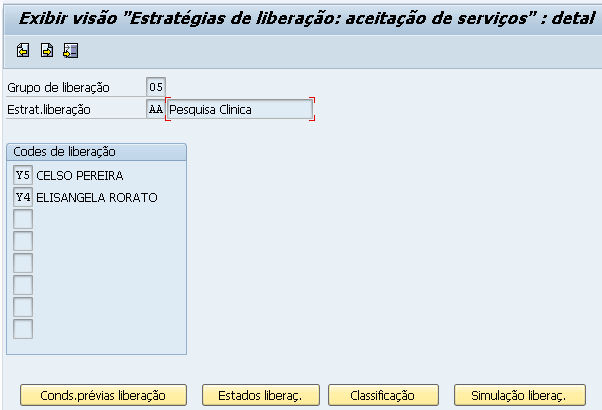 Exibir visão "Estratégias de liberação: aceitação de serviços" : detal
Grupo de liberação 05
Estrat.liberação AA Pesquisa Clinica
Codes de liberação
Y5 CELSO PEREIRA
Y4 ELISANGELA RORATO
Conds.prévias liberação Estados liberaç. Classificação Simulação liberaç.